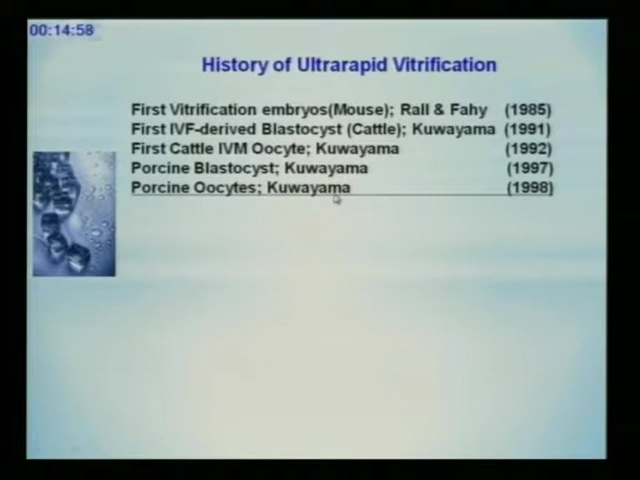 00:14:58
History of Ultrarapid Vitrification
First Vitrification embryos(Mouse); Rall & Fahy (1985)
First IVF-derived Blastocyst (Cattle); Kuwayama (1991)
First Cattle IVM Oocyte; Kuwayama (1992)
Porcine Blastocyst; Kuwayama (1997)
Porcine Oocytes; Kuwayama (1998)